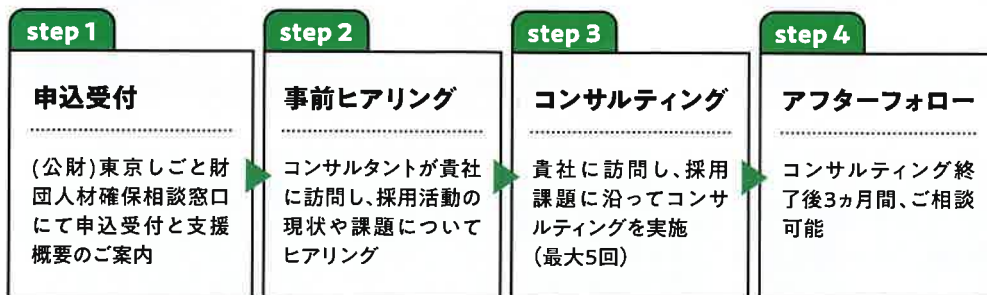 step 1
申込受付
(公財)東京しごと財
団人材確保相談窓口
にて申込受付と支援
概要のご案内
step 2
事前ヒアリング
コンサルタントが貴社
に訪問し、採用活動の
現状や課題について
ヒアリング
step 3
コンサルティング
貴社に訪問し、採用
課題に沿ってコンサ
ルティングを実施
(最大5回)
step 4
アフターフォロー
コンサルティング終
了後3ヵ月間、ご相談
可能